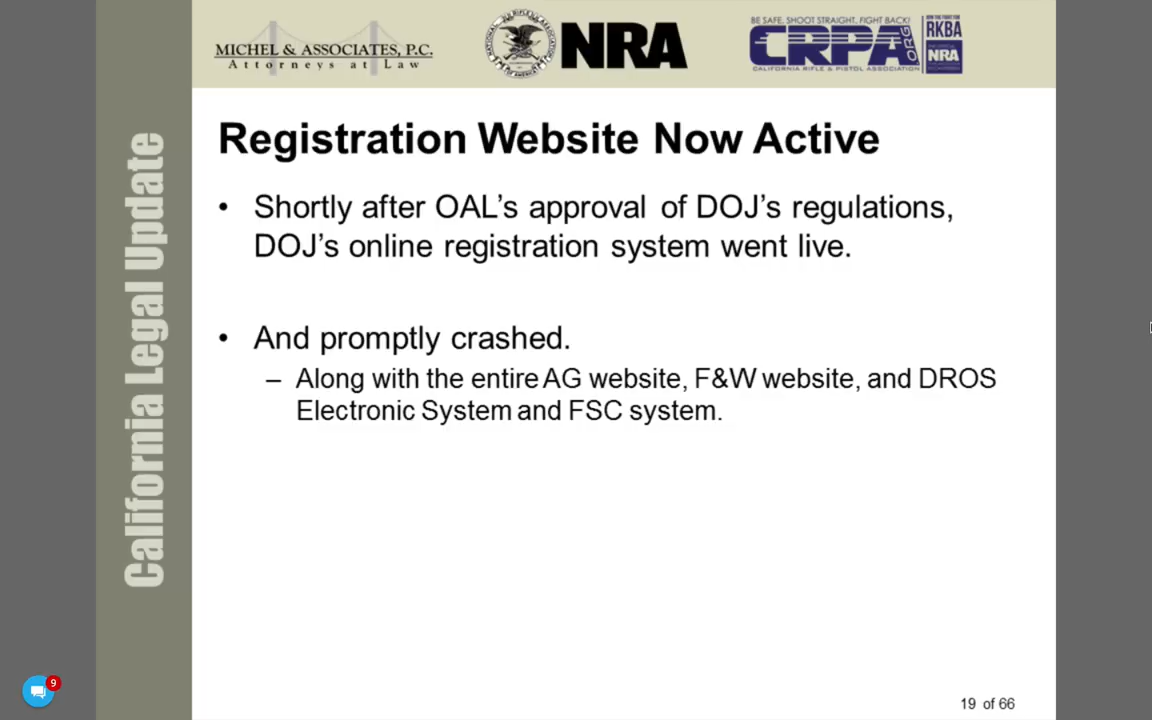 MICHEL & ASSOCIATES, P.C.
Attorneys at Law
NRA
BE SAFE, SHOOT STRAIGHT, FIGHT BACK!
CRPA.ORG
CALIFORNIA RIFLE & PISTOL ASSOCIATION
RKBA
NRA
California Legal Update
Registration Website Now Active
• Shortly after OAL’s approval of DOJ’s regulations,
DOJ’s online registration system went live.
• And promptly crashed.
– Along with the entire AG website, F&W website, and DROS
Electronic System and FSC system.
19 of 66
9